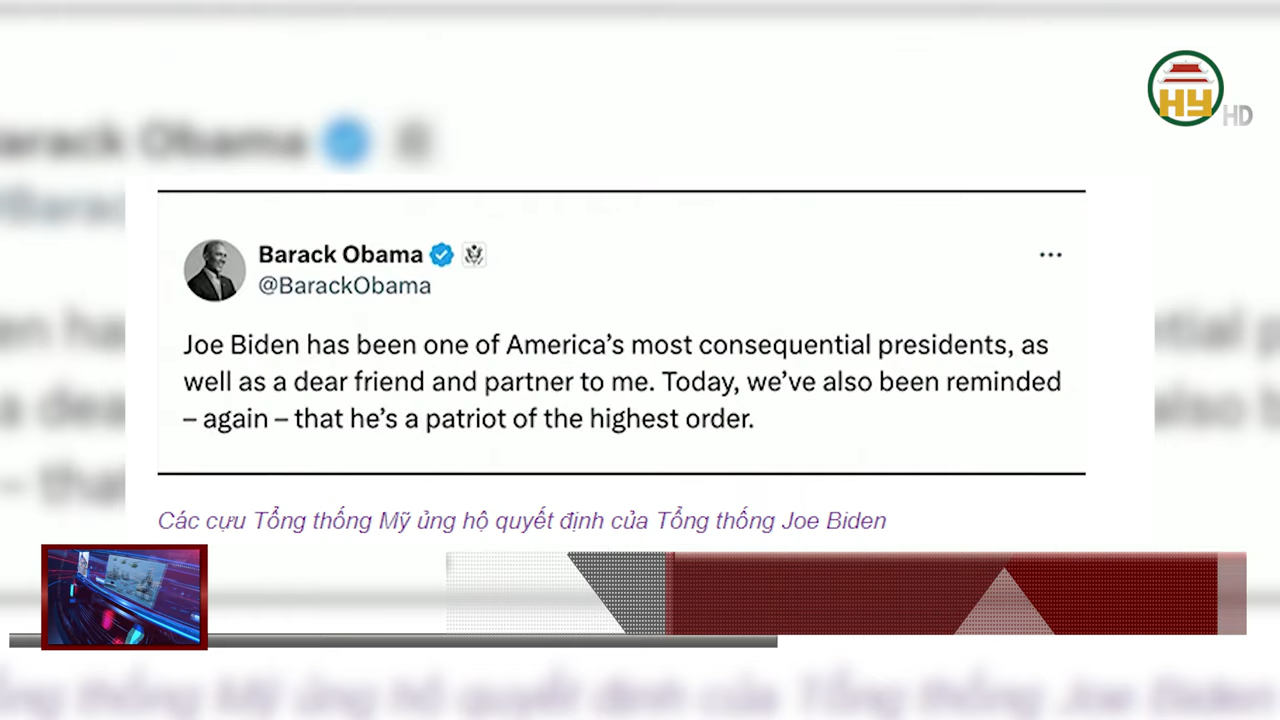 HY HD
Barack Obama
Barack Obama
@BarackObama
Joe Biden has been one of America’s most consequential presidents, as
well as a dear friend and partner to me. Today, we’ve also been reminded
– again – that he’s a patriot of the highest order.
Các cựu Tổng thống Mỹ ủng hộ quyết định của Tổng thống Joe Biden